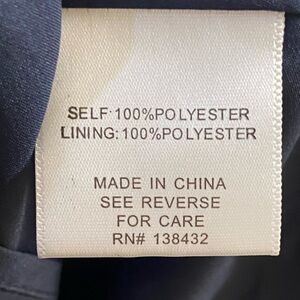 SELF:100%POLYESTER
LINING:100%POLYESTER
MADE IN CHINA
SEE REVERSE
FOR CARE
RN# 138432